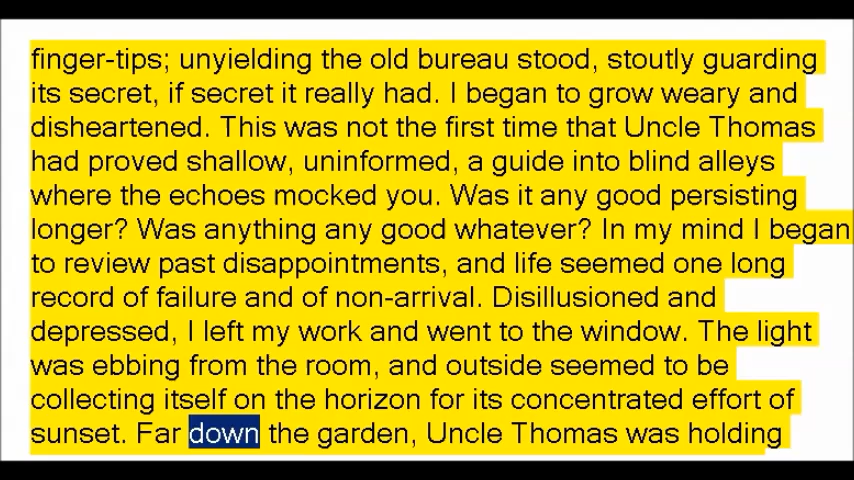 finger-tips; unyielding the old bureau stood, stoutly guarding
its secret, if secret it really had. I began to grow weary and
disheartened. This was not the first time that Uncle Thomas
had proved shallow, uninformed, a guide into blind alleys
where the echoes mocked you. Was it any good persisting
longer? Was anything any good whatever? In my mind I began
to review past disappointments, and life seemed one long
record of failure and of non-arrival. Disillusioned and
depressed, I left my work and went to the window. The light
was ebbing from the room, and outside seemed to be
collecting itself on the horizon for its concentrated effort of
sunset. Far down the garden, Uncle Thomas was holding